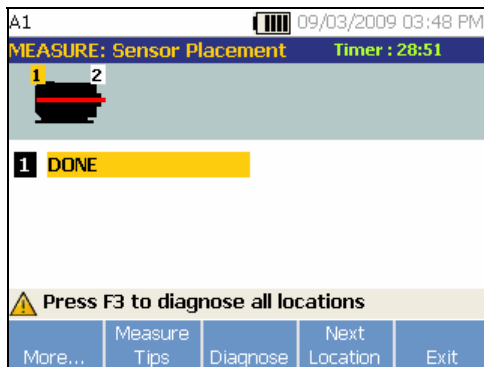 A1 09/03/2009 03:48 PM
MEASURE: Sensor Placement Timer : 28:51
1 2
1 DONE
Press F3 to diagnose all locations
More... Measure Tips Diagnose Next Location Exit